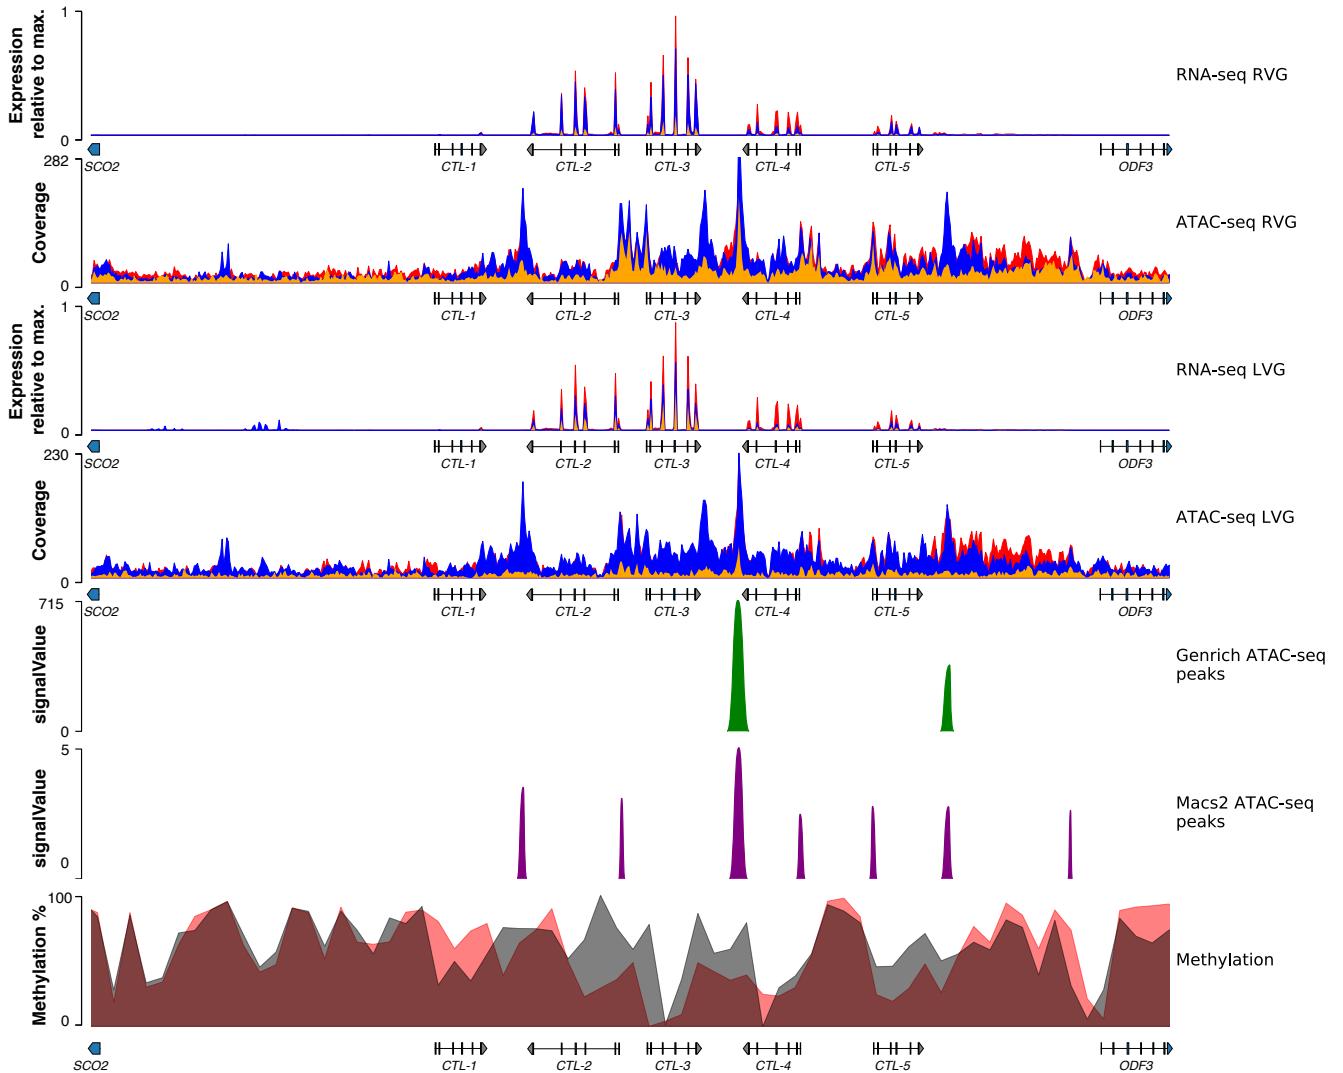 Expression
relative to max.
1
0
RNA-seq RVG
SCO2
CTL-1
CTL-2
CTL-3
CTL-4
CTL-5
ODF3
Coverage
282
0
ATAC-seq RVG
SCO2
CTL-1
CTL-2
CTL-3
CTL-4
CTL-5
ODF3
Expression
relative to max.
1
0
RNA-seq LVG
SCO2
CTL-1
CTL-2
CTL-3
CTL-4
CTL-5
ODF3
Coverage
230
0
ATAC-seq LVG
SCO2
CTL-1
CTL-2
CTL-3
CTL-4
CTL-5
ODF3
signalValue
715
0
Genrich ATAC-seq
peaks
signalValue
5
0
Macs2 ATAC-seq
peaks
Methylation %
100
0
Methylation
SCO2
CTL-1
CTL-2
CTL-3
CTL-4
CTL-5
ODF3